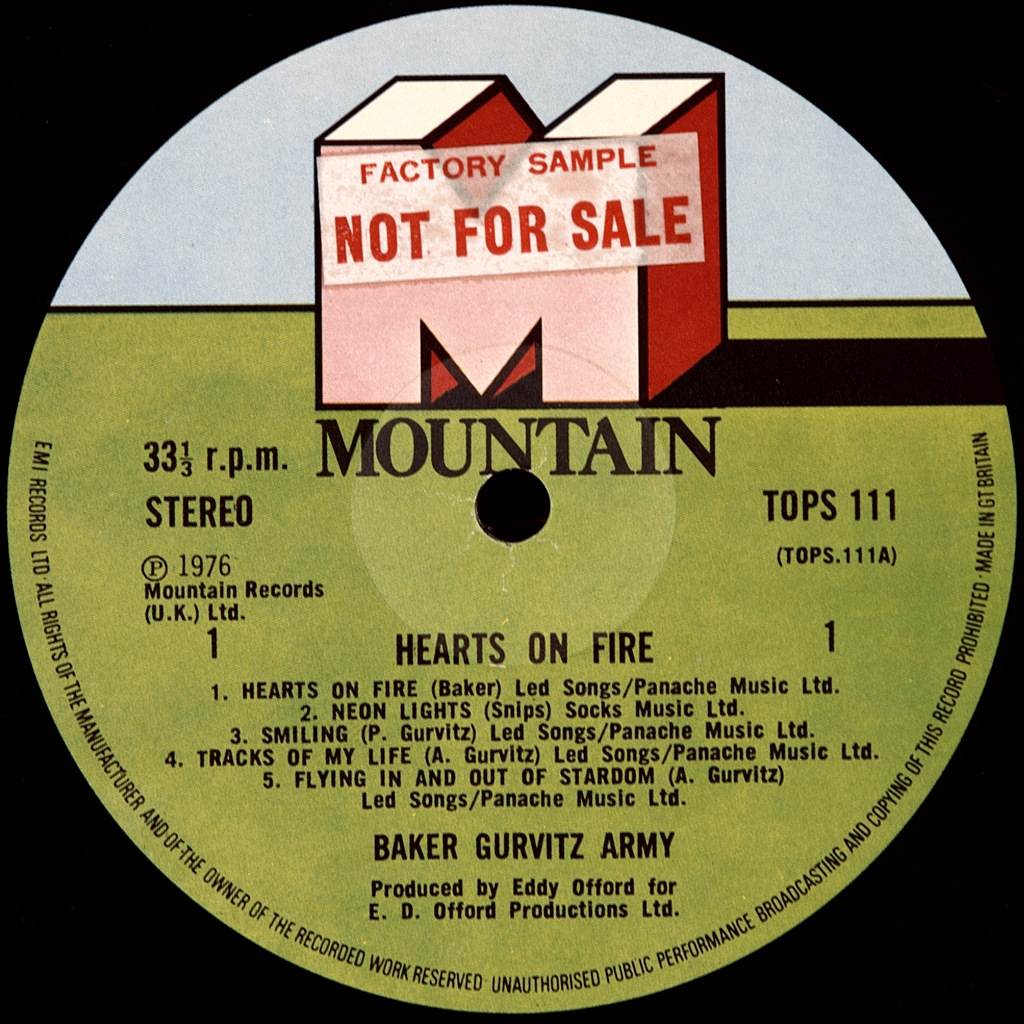 FACTORY SAMPLE
NOT FOR SALE
MOUNTAIN
33⅓ r.p.m.
STEREO
TOPS 111
(TOPS.111A)
Ⓟ 1976
Mountain Records
(U.K.) Ltd.
1
1
HEARTS ON FIRE
1. HEARTS ON FIRE (Baker) Led Songs/Panache Music Ltd.
2. NEON LIGHTS (Snips) Socks Music Ltd.
3. SMILING (P. Gurvitz) Led Songs/Panache Music Ltd.
4. TRACKS OF MY LIFE (A. Gurvitz) Led Songs/Panache Music Ltd.
5. FLYING IN AND OUT OF STARDOM (A. Gurvitz)
Led Songs/Panache Music Ltd.
BAKER GURVITZ ARMY
Produced by Eddy Offord for
E. D. Offord Productions Ltd.
EMI RECORDS LTD · ALL RIGHTS OF THE MANUFACTURER AND OF THE OWNER OF THE RECORDED WORK RESERVED · UNAUTHORISED PUBLIC PERFORMANCE BROADCASTING AND COPYING OF THIS RECORD PROHIBITED · MADE IN GT BRITAIN